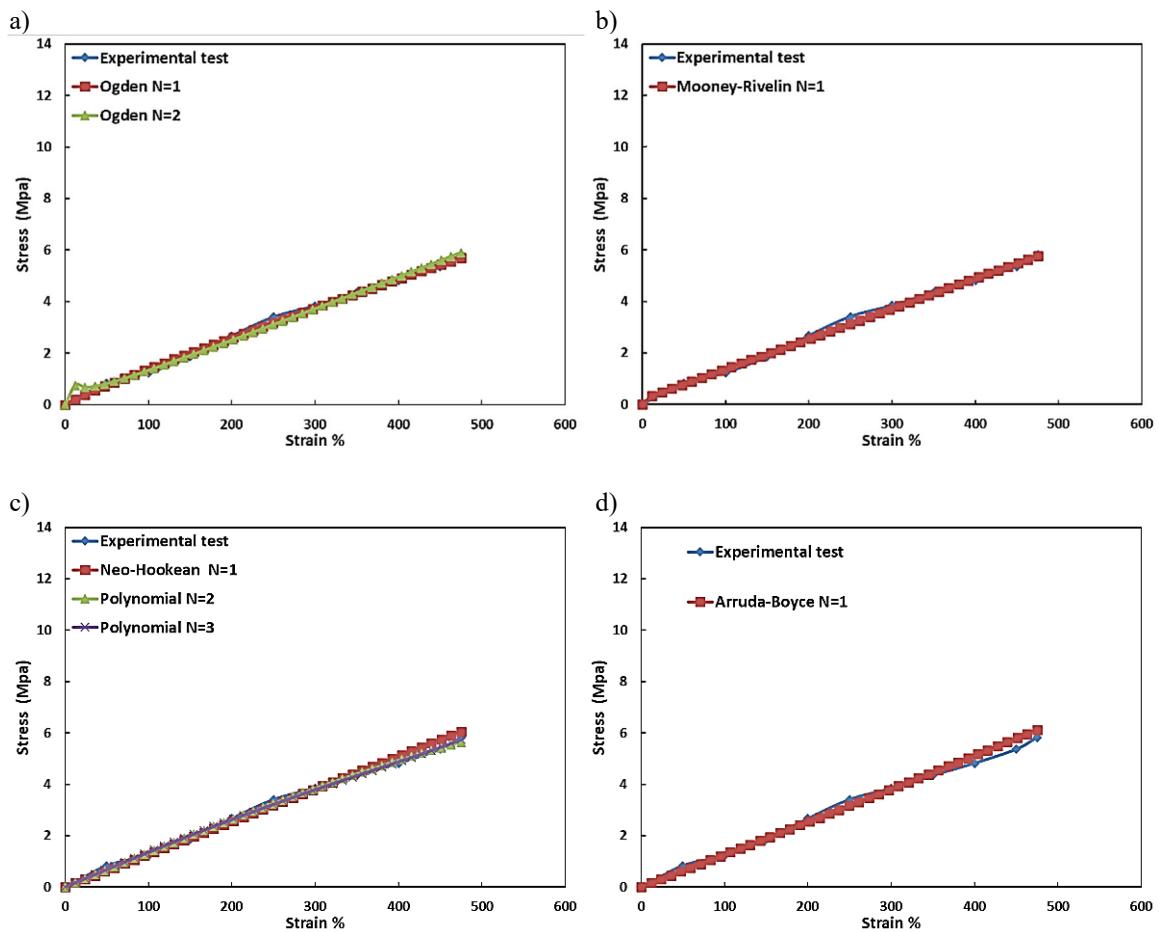 a)
14
12
10
8
6
4
2
0
Stress (Mpa)
Experimental test
Ogden N=1
Ogden N=2
0 100 200 300 400 500 600
Strain %
b)
14
12
10
8
6
4
2
0
Stress (Mpa)
Experimental test
Mooney-Rivelin N=1
0 100 200 300 400 500 600
Strain %
c)
14
12
10
8
6
4
2
0
Stress (Mpa)
Experimental test
Neo-Hookean N=1
Polynomial N=2
Polynomial N=3
0 100 200 300 400 500 600
Strain %
d)
14
12
10
8
6
4
2
0
Stress (Mpa)
Experimental test
Arruda-Boyce N=1
0 100 200 300 400 500 600
Strain %